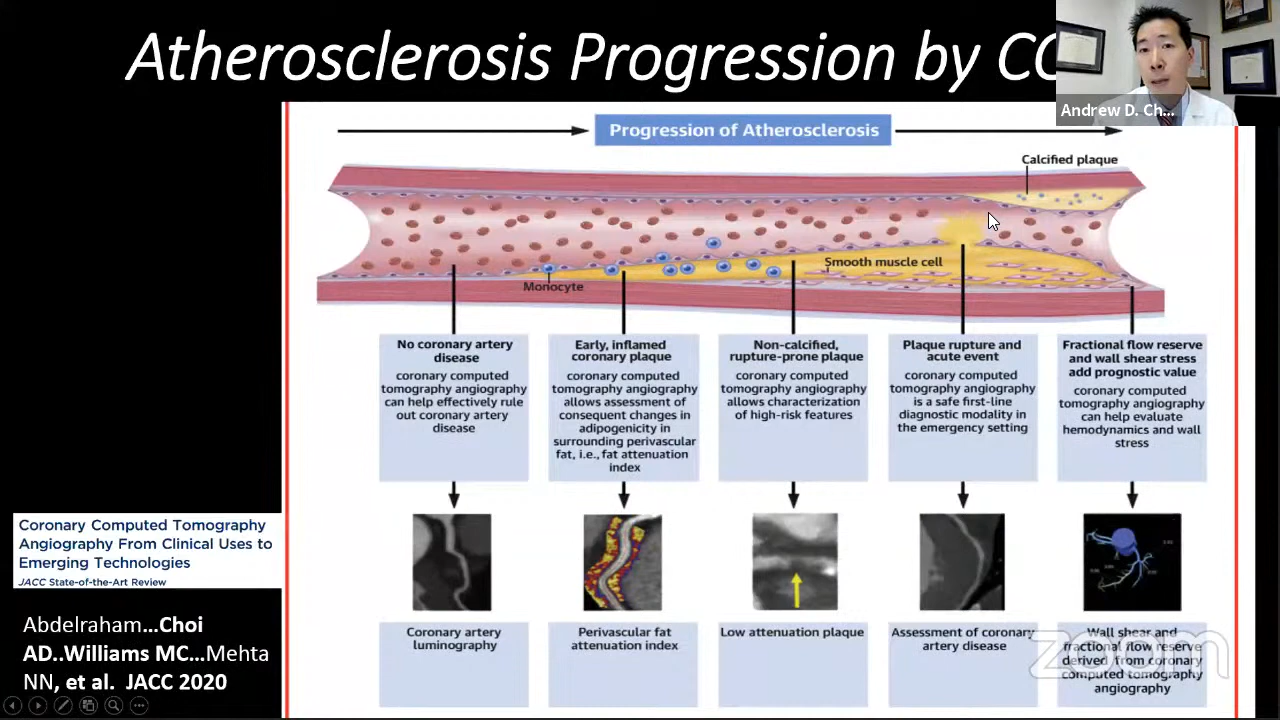 Atherosclerosis Progression by CC
Andrew D. Ch...
Progression of Atherosclerosis
Calcified plaque
Smooth muscle cell
Monocyte
No coronary artery
disease
coronary computed
tomography angiography
can help effectively rule
out coronary artery
disease
Early, inflamed
coronary plaque
coronary computed
tomography angiography
allows assessment of
consequent changes in
adipogenicity in
surrounding perivascular
fat, i.e., fat attenuation
index
Non-calcified,
rupture-prone plaque
coronary computed
tomography angiography
allows characterization
of high-risk features
Plaque rupture and
acute event
coronary computed
tomography angiography
is a safe first-line
diagnostic modality in
the emergency setting
Fractional flow reserve
and wall shear stress
add prognostic value
coronary computed
tomography angiography
can help evaluate
hemodynamics and wall
stress
Coronary artery
luminography
Perivascular fat
attenuation index
Low attenuation plaque
Assessment of coronary
artery disease
Wall shear and
fractional flow reserve
derived from coronary
computed tomography
angiography
Coronary Computed Tomography
Angiography From Clinical Uses to
Emerging Technologies
JACC State-of-the-Art Review
Abdelraham...Choi
AD..Williams MC...Mehta
NN, et al. JACC 2020
zoom